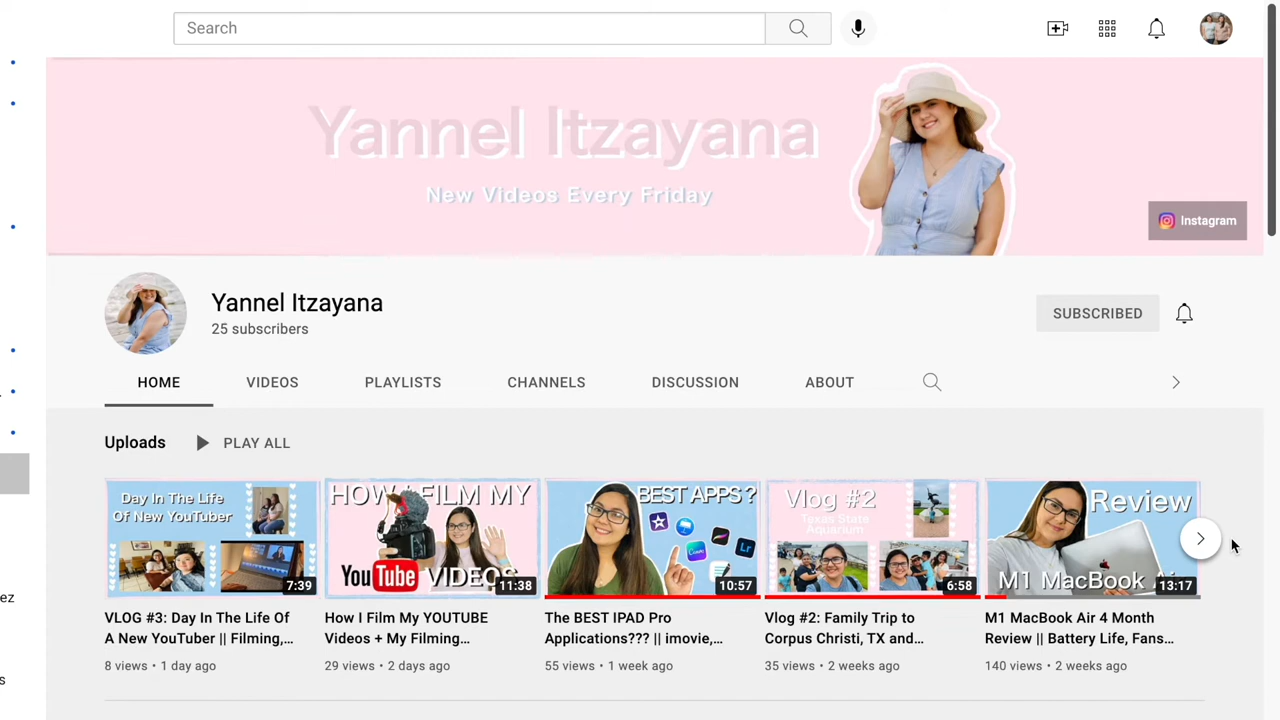 Search
Yannel Itzayana
New Videos Every Friday
Instagram
Yannel Itzayana
25 subscribers
SUBSCRIBED
HOME
VIDEOS
PLAYLISTS
CHANNELS
DISCUSSION
ABOUT
Uploads
PLAY ALL
Day In The Life
Of New YouTuber
7:39
HOW I FILM MY
YouTube VIDEOS
11:38
BEST APPS ?
Canva
Lr
10:57
Vlog #2
Texas State
Aquarium
6:58
Review
M1 MacBook Air
13:17
VLOG #3: Day In The Life Of
A New YouTuber || Filming,...
8 views • 1 day ago
How I Film My YOUTUBE
Videos + My Filming...
29 views • 2 days ago
The BEST IPAD Pro
Applications??? || imovie,...
55 views • 1 week ago
Vlog #2: Family Trip to
Corpus Christi, TX and...
35 views • 2 weeks ago
M1 MacBook Air 4 Month
Review || Battery Life, Fans...
140 views • 2 weeks ago
ez
s